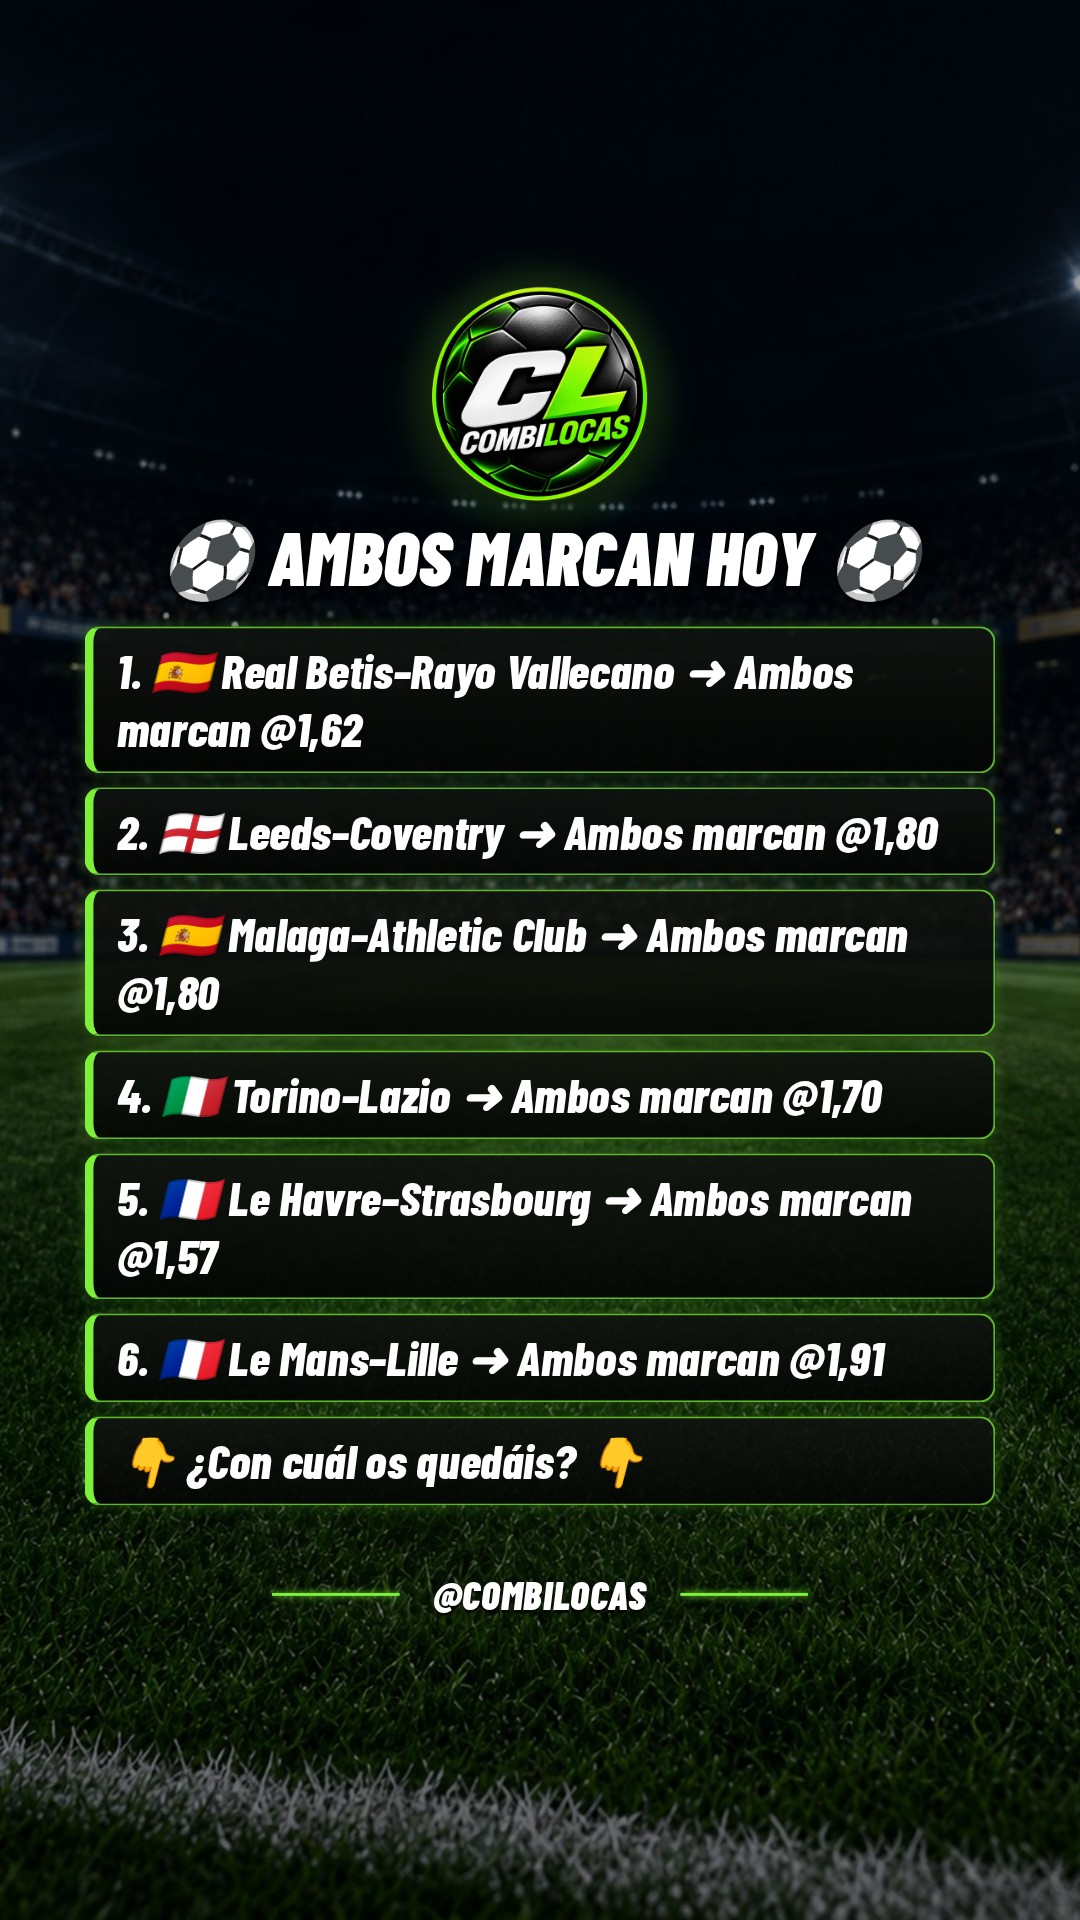 CL
COMBILOCAS
⚽ AMBOS MARCAN HOY ⚽
1. 🇪🇸 Real Betis-Rayo Vallecano ➜ Ambos
marcan @1,62
2. 🏴󠁧󠁢󠁥󠁮󠁧󠁿 Leeds-Coventry ➜ Ambos marcan @1,80
3. 🇪🇸 Malaga-Athletic Club ➜ Ambos marcan
@1,80
4. 🇮🇹 Torino-Lazio ➜ Ambos marcan @1,70
5. 🇫🇷 Le Havre-Strasbourg ➜ Ambos marcan
@1,57
6. 🇫🇷 Le Mans-Lille ➜ Ambos marcan @1,91
👇 ¿Con cuál os quedáis? 👇
@COMBILOCAS